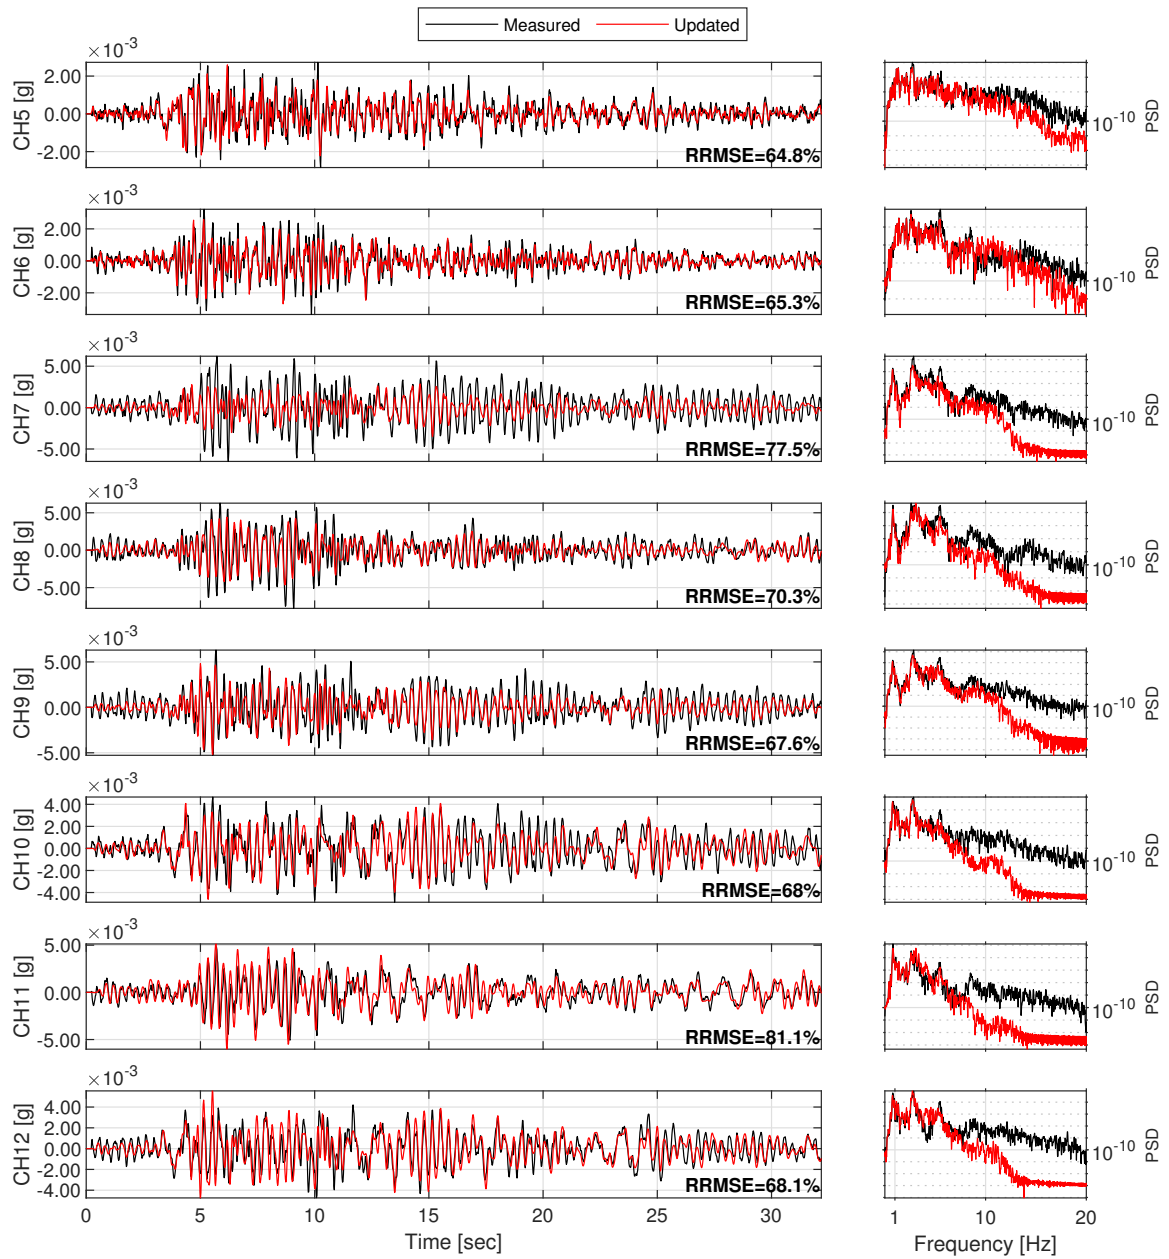 Measured Updated
×10-3
2.00
0.00
-2.00
CH5 [g]
RRMSE=64.8%
10-10
PSD
×10-3
2.00
0.00
-2.00
CH6 [g]
RRMSE=65.3%
10-10
PSD
×10-3
5.00
0.00
-5.00
CH7 [g]
RRMSE=77.5%
10-10
PSD
×10-3
5.00
0.00
-5.00
CH8 [g]
RRMSE=70.3%
10-10
PSD
×10-3
5.00
0.00
-5.00
CH9 [g]
RRMSE=67.6%
10-10
PSD
×10-3
4.00
2.00
0.00
-2.00
-4.00
CH10 [g]
RRMSE=68%
10-10
PSD
×10-3
5.00
0.00
-5.00
CH11 [g]
RRMSE=81.1%
10-10
PSD
×10-3
4.00
2.00
0.00
-2.00
-4.00
CH12 [g]
RRMSE=68.1%
10-10
PSD
0 5 10 15 20 25 30
Time [sec]
1 10 20
Frequency [Hz]